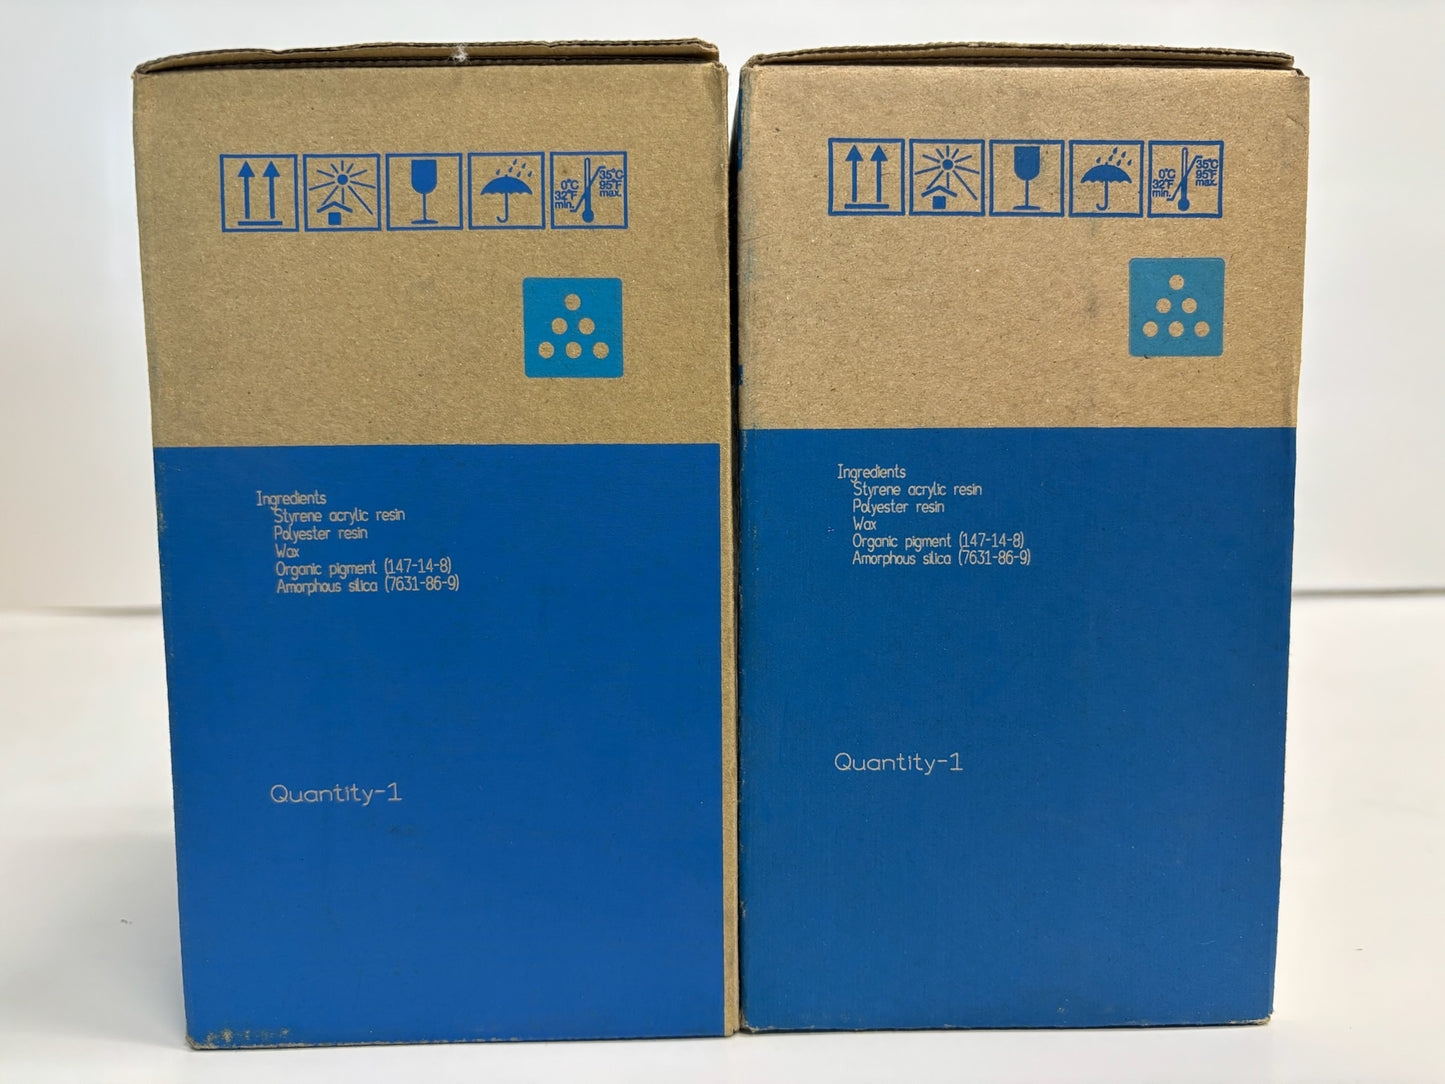 0°C
32°F
min.
35°C
95°F
max.
Ingredients
Styrene acrylic resin
Polyester resin
Wax
Organic pigment (147-14-8)
Amorphous silica (7631-86-9)
Quantity-1
0°C
32°F
min.
35°C
95°F
max.
Ingredients
Styrene acrylic resin
Polyester resin
Wax
Organic pigment (147-14-8)
Amorphous silica (7631-86-9)
Quantity-1